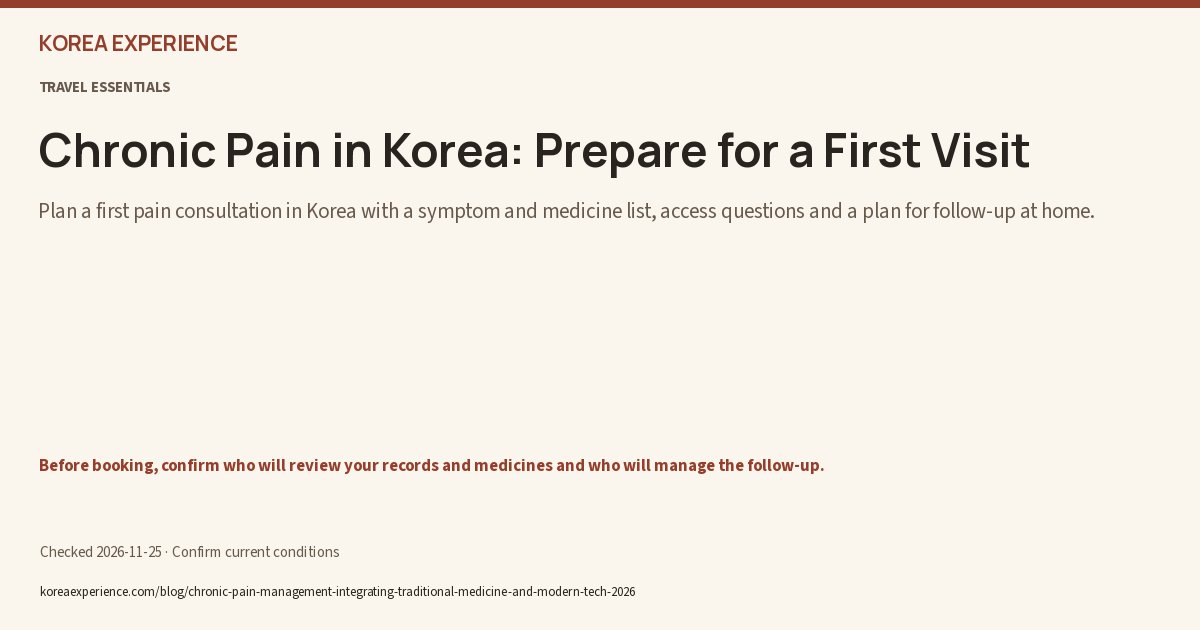 KOREA EXPERIENCE
TRAVEL ESSENTIALS
Chronic Pain in Korea: Prepare for a First Visit
Plan a first pain consultation in Korea with a symptom and medicine list, access questions and a plan for follow-up at home.
Before booking, confirm who will review your records and medicines and who will manage the follow-up.
Checked 2026-11-25 · Confirm current conditions
koreaexperience.com/blog/chronic-pain-management-integrating-traditional-medicine-and-modern-tech-2026